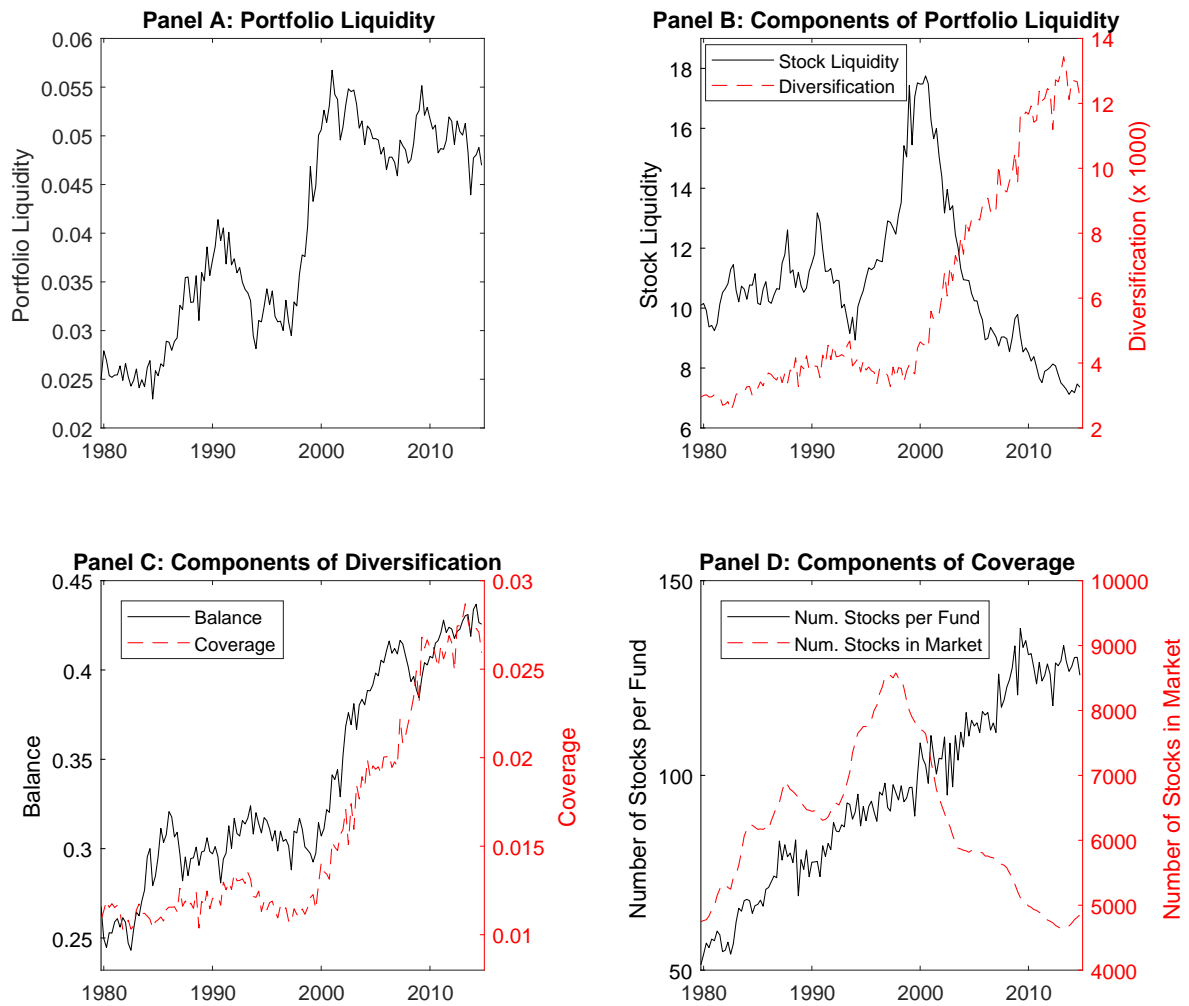 Panel A: Portfolio Liquidity
0.06
0.055
0.05
0.045
0.04
0.035
0.03
0.025
0.02
Portfolio Liquidity
1980 1990 2000 2010
Panel B: Components of Portfolio Liquidity
Stock Liquidity
Diversification
18
16
14
12
10
8
6
Stock Liquidity
14
12
10
8
6
4
2
Diversification (x 1000)
1980 1990 2000 2010
Panel C: Components of Diversification
Balance
Coverage
0.45
0.4
0.35
0.3
0.25
Balance
0.03
0.025
0.02
0.015
0.01
Coverage
1980 1990 2000 2010
Panel D: Components of Coverage
Num. Stocks per Fund
Num. Stocks in Market
150
100
50
Number of Stocks per Fund
10000
9000
8000
7000
6000
5000
4000
Number of Stocks in Market
1980 1990 2000 2010